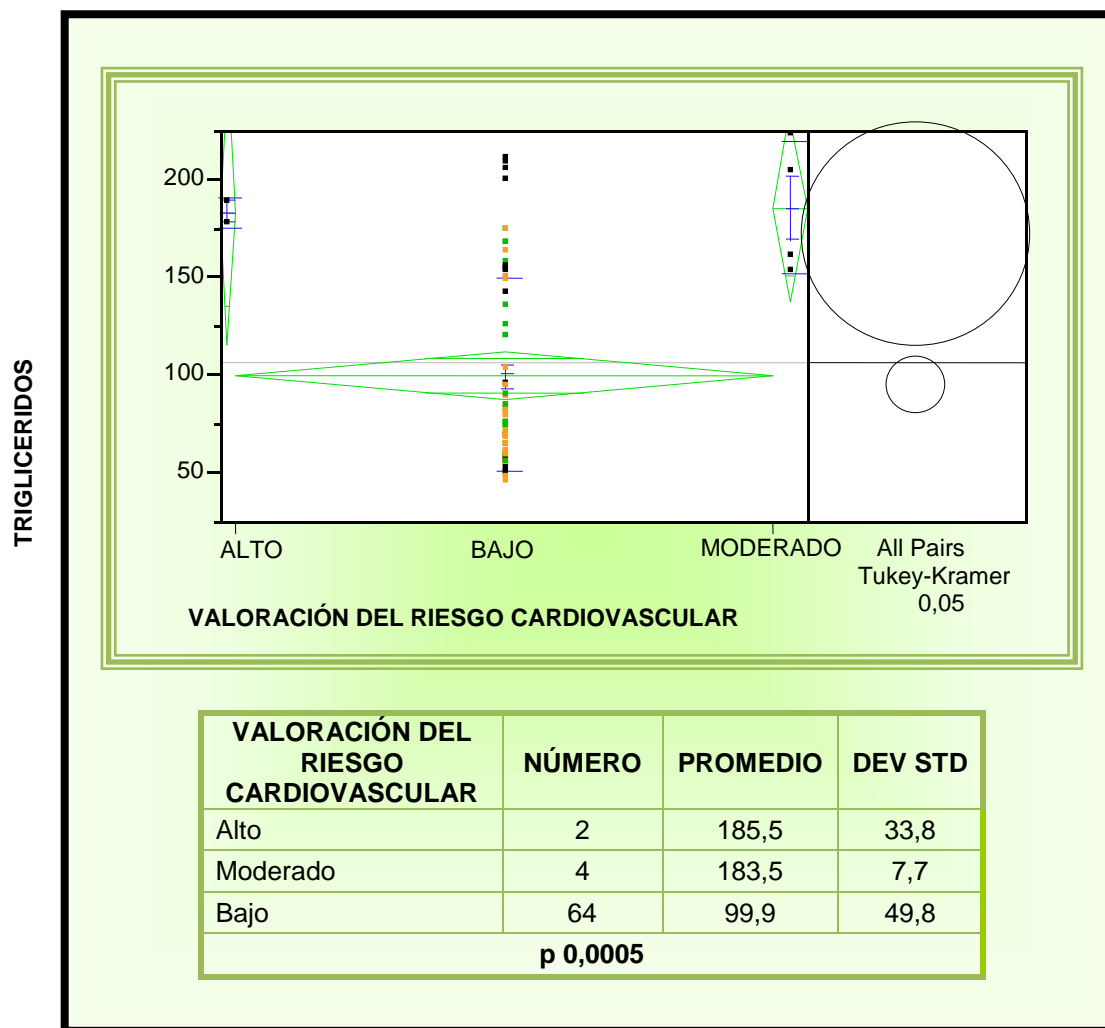 TRIGLICERIDOS
200
150
100
50
ALTO BAJO MODERADO All Pairs
Tukey-Kramer
0,05
VALORACIÓN DEL RIESGO CARDIOVASCULAR
VALORACIÓN DEL
RIESGO
CARDIOVASCULAR NÚMERO PROMEDIO DEV STD
Alto 2 185,5 33,8
Moderado 4 183,5 7,7
Bajo 64 99,9 49,8
p 0,0005